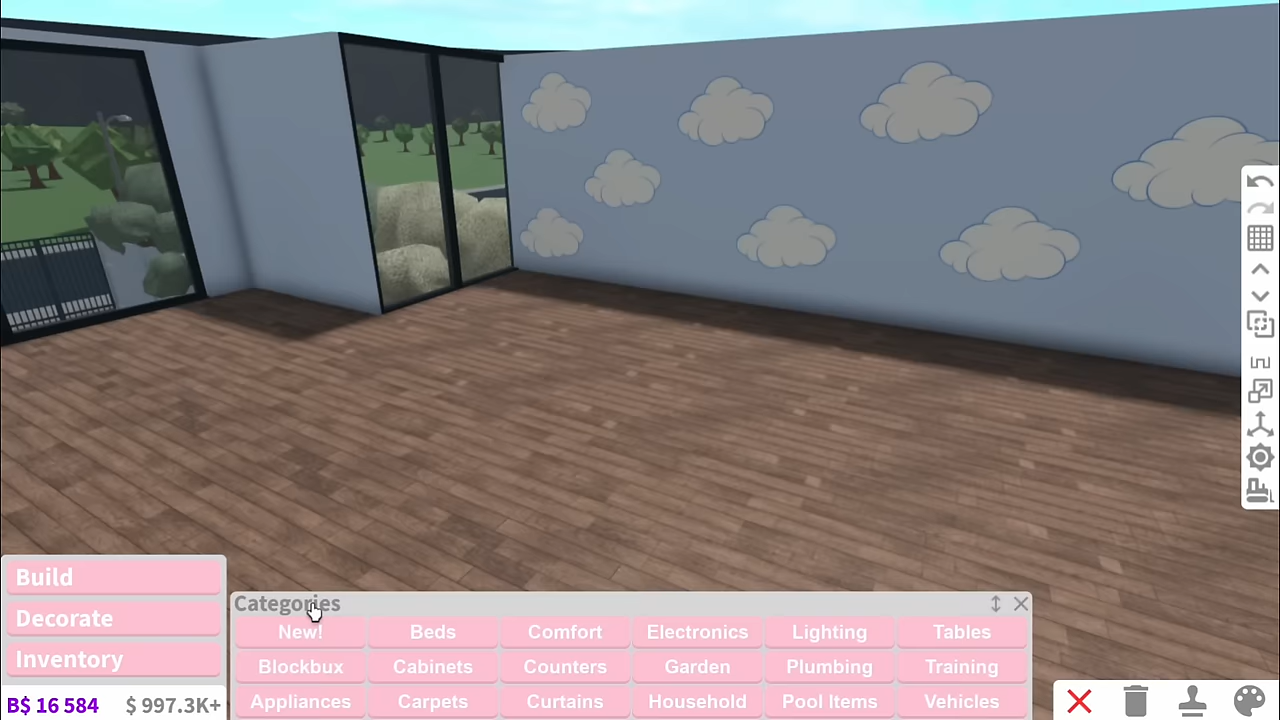 Build
Decorate
Inventory
B$ 16 584 $ 997.3K+
Categories
New! Beds Comfort Electronics Lighting Tables
Blockbux Cabinets Counters Garden Plumbing Training
Appliances Carpets Curtains Household Pool Items Vehicles